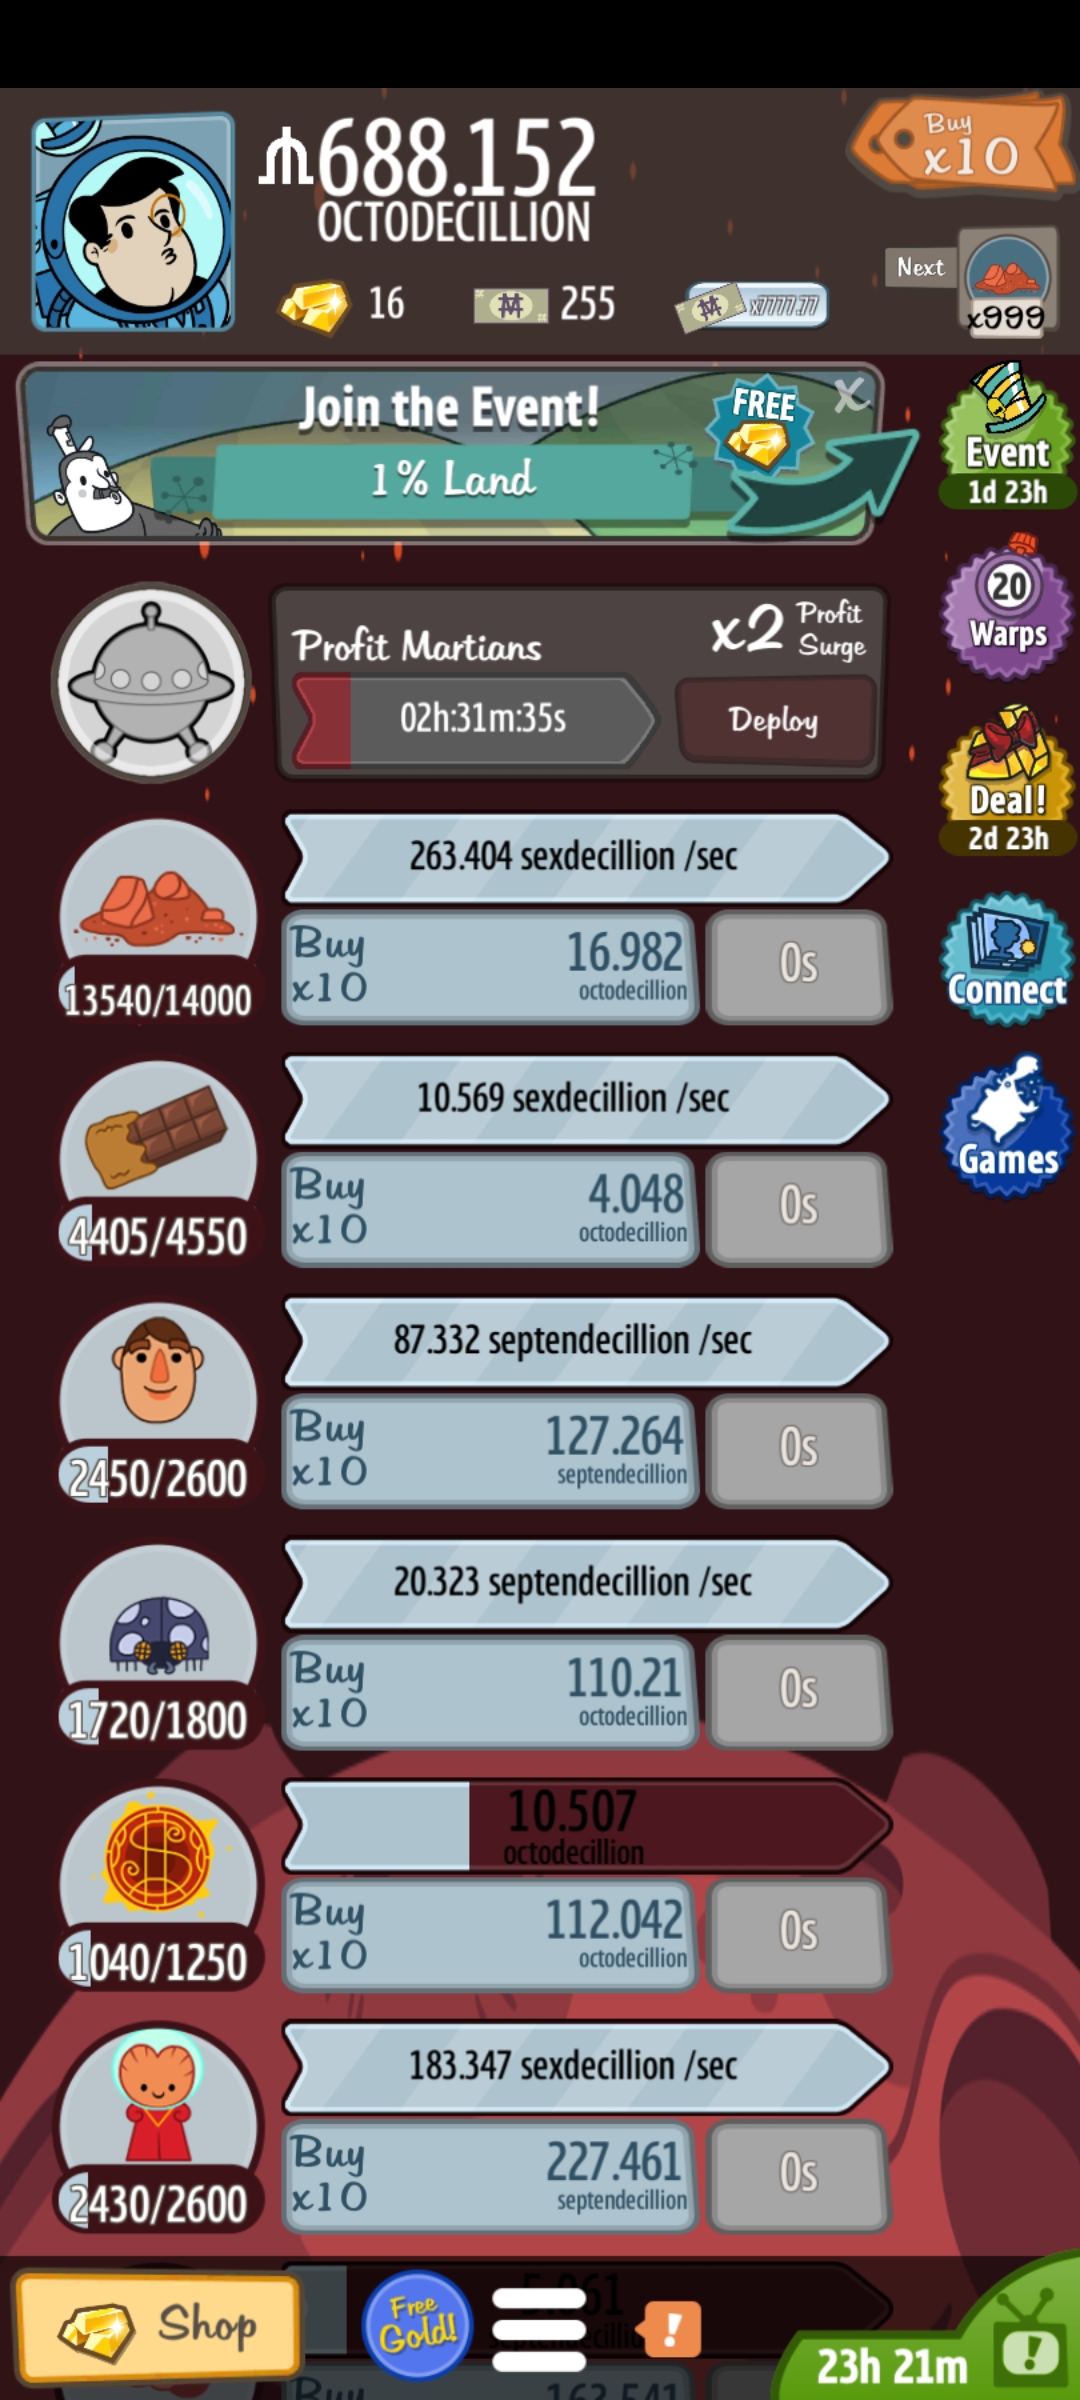 688.152
OCTODECILLION
Buy
x10
16
255
x7777.77
Next
x999
Join the Event!
1% Land
FREE
X
Event
1d 23h
20
Warps
Profit Martians
x2 Profit
Surge
02h:31m:35s
Deploy
Deal!
2d 23h
263.404 sexdecillion /sec
Buy
x10
16.982
octodecillion
0s
13540/14000
Connect
10.569 sexdecillion /sec
Buy
x10
4.048
octodecillion
0s
4405/4550
Games
87.332 septendecillion /sec
Buy
x10
127.264
septendecillion
0s
2450/2600
20.323 septendecillion /sec
Buy
x10
110.21
octodecillion
0s
1720/1800
10.507
octodecillion
Buy
x10
112.042
octodecillion
0s
1040/1250
183.347 sexdecillion /sec
Buy
x10
227.461
septendecillion
0s
2430/2600
Shop
Free
Gold!
!
23h 21m
!
Buy